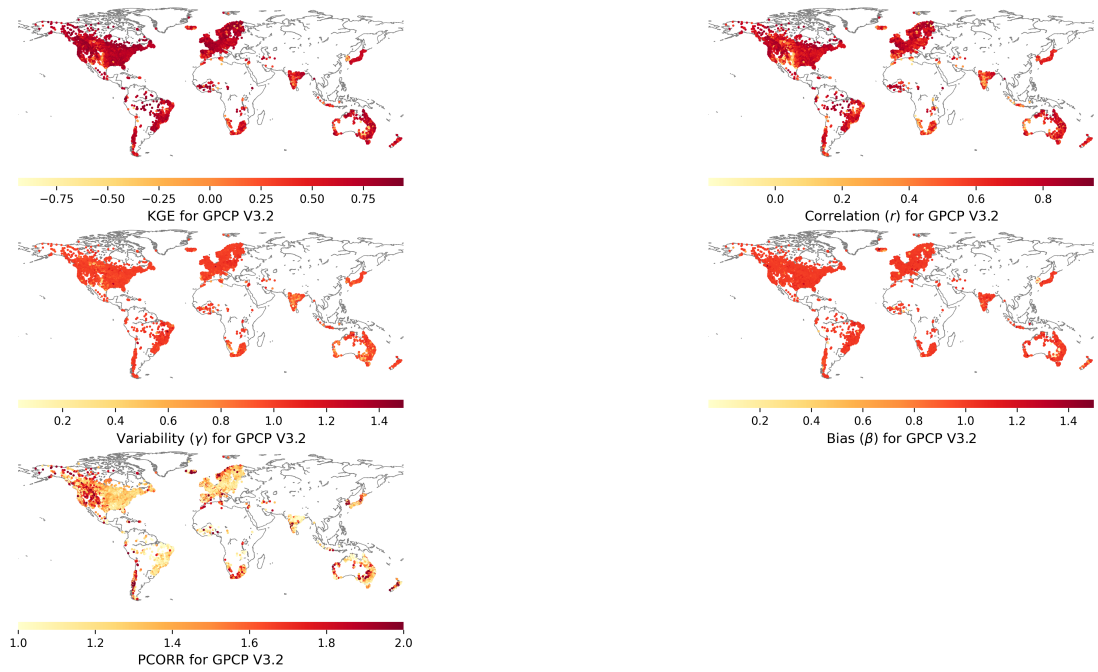 −0.75 −0.50 −0.25 0.00 0.25 0.50 0.75
KGE for GPCP V3.2
0.0 0.2 0.4 0.6 0.8
Correlation (r) for GPCP V3.2
0.2 0.4 0.6 0.8 1.0 1.2 1.4
Variability (γ) for GPCP V3.2
0.2 0.4 0.6 0.8 1.0 1.2 1.4
Bias (β) for GPCP V3.2
1.0 1.2 1.4 1.6 1.8 2.0
PCORR for GPCP V3.2